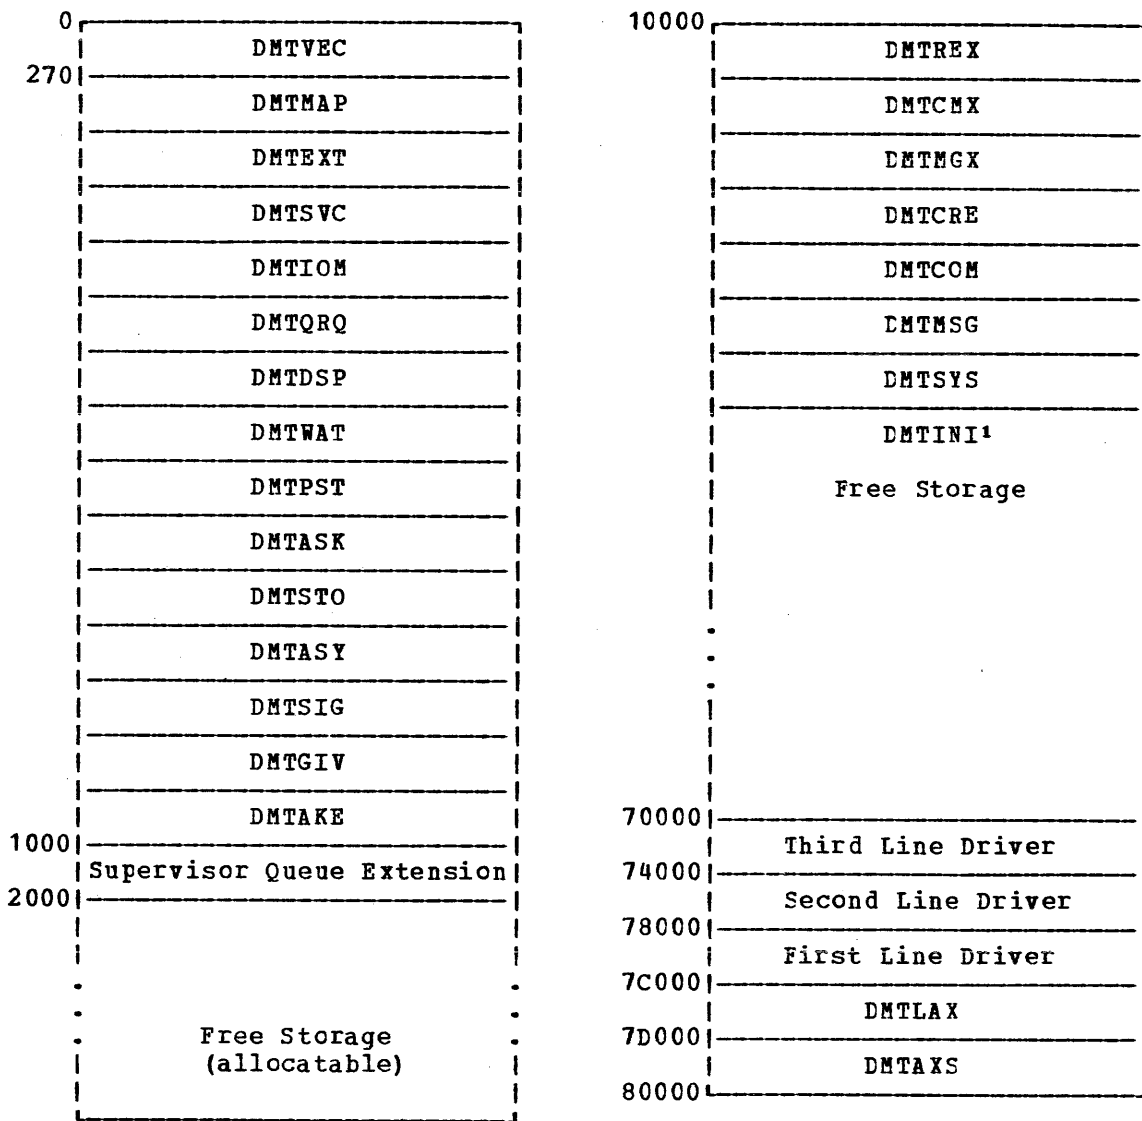 0
DMTVEC
270
DMTMAP
DMTEXT
DMTSVC
DMTIOM
DMTQRQ
DMTDSP
DMTWAT
DMTPST
DMTASK
DMTSTO
DMTASY
DMTSIG
DMTGIV
DMTAKE
1000
Supervisor Queue Extension
2000
Free Storage
(allocatable)
10000
DMTREX
DMTCMX
DMTMGX
DMTCRE
DMTCOM
DMTMSG
DMTSYS
DMTINI1
Free Storage
70000
Third Line Driver
74000
Second Line Driver
78000
First Line Driver
7C000
DMTLAX
7D000
DMTAXS
80000